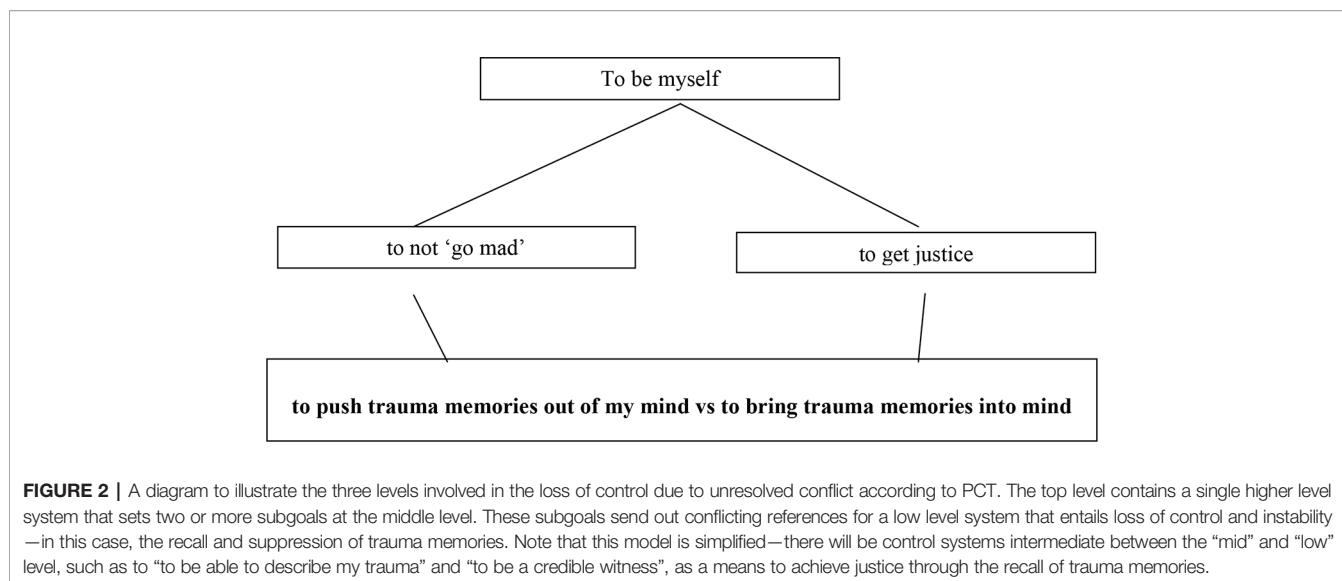 To be myself
to not ‘go mad’
to get justice
to push trauma memories out of my mind vs to bring trauma memories into mind
FIGURE 2 | A diagram to illustrate the three levels involved in the loss of control due to unresolved conflict according to PCT. The top level contains a single higher level
system that sets two or more subgoals at the middle level. These subgoals send out conflicting references for a low level system that entails loss of control and instability
—in this case, the recall and suppression of trauma memories. Note that this model is simplified—there will be control systems intermediate between the “mid” and “low”
level, such as to “to be able to describe my trauma” and “to be a credible witness”, as a means to achieve justice through the recall of trauma memories.